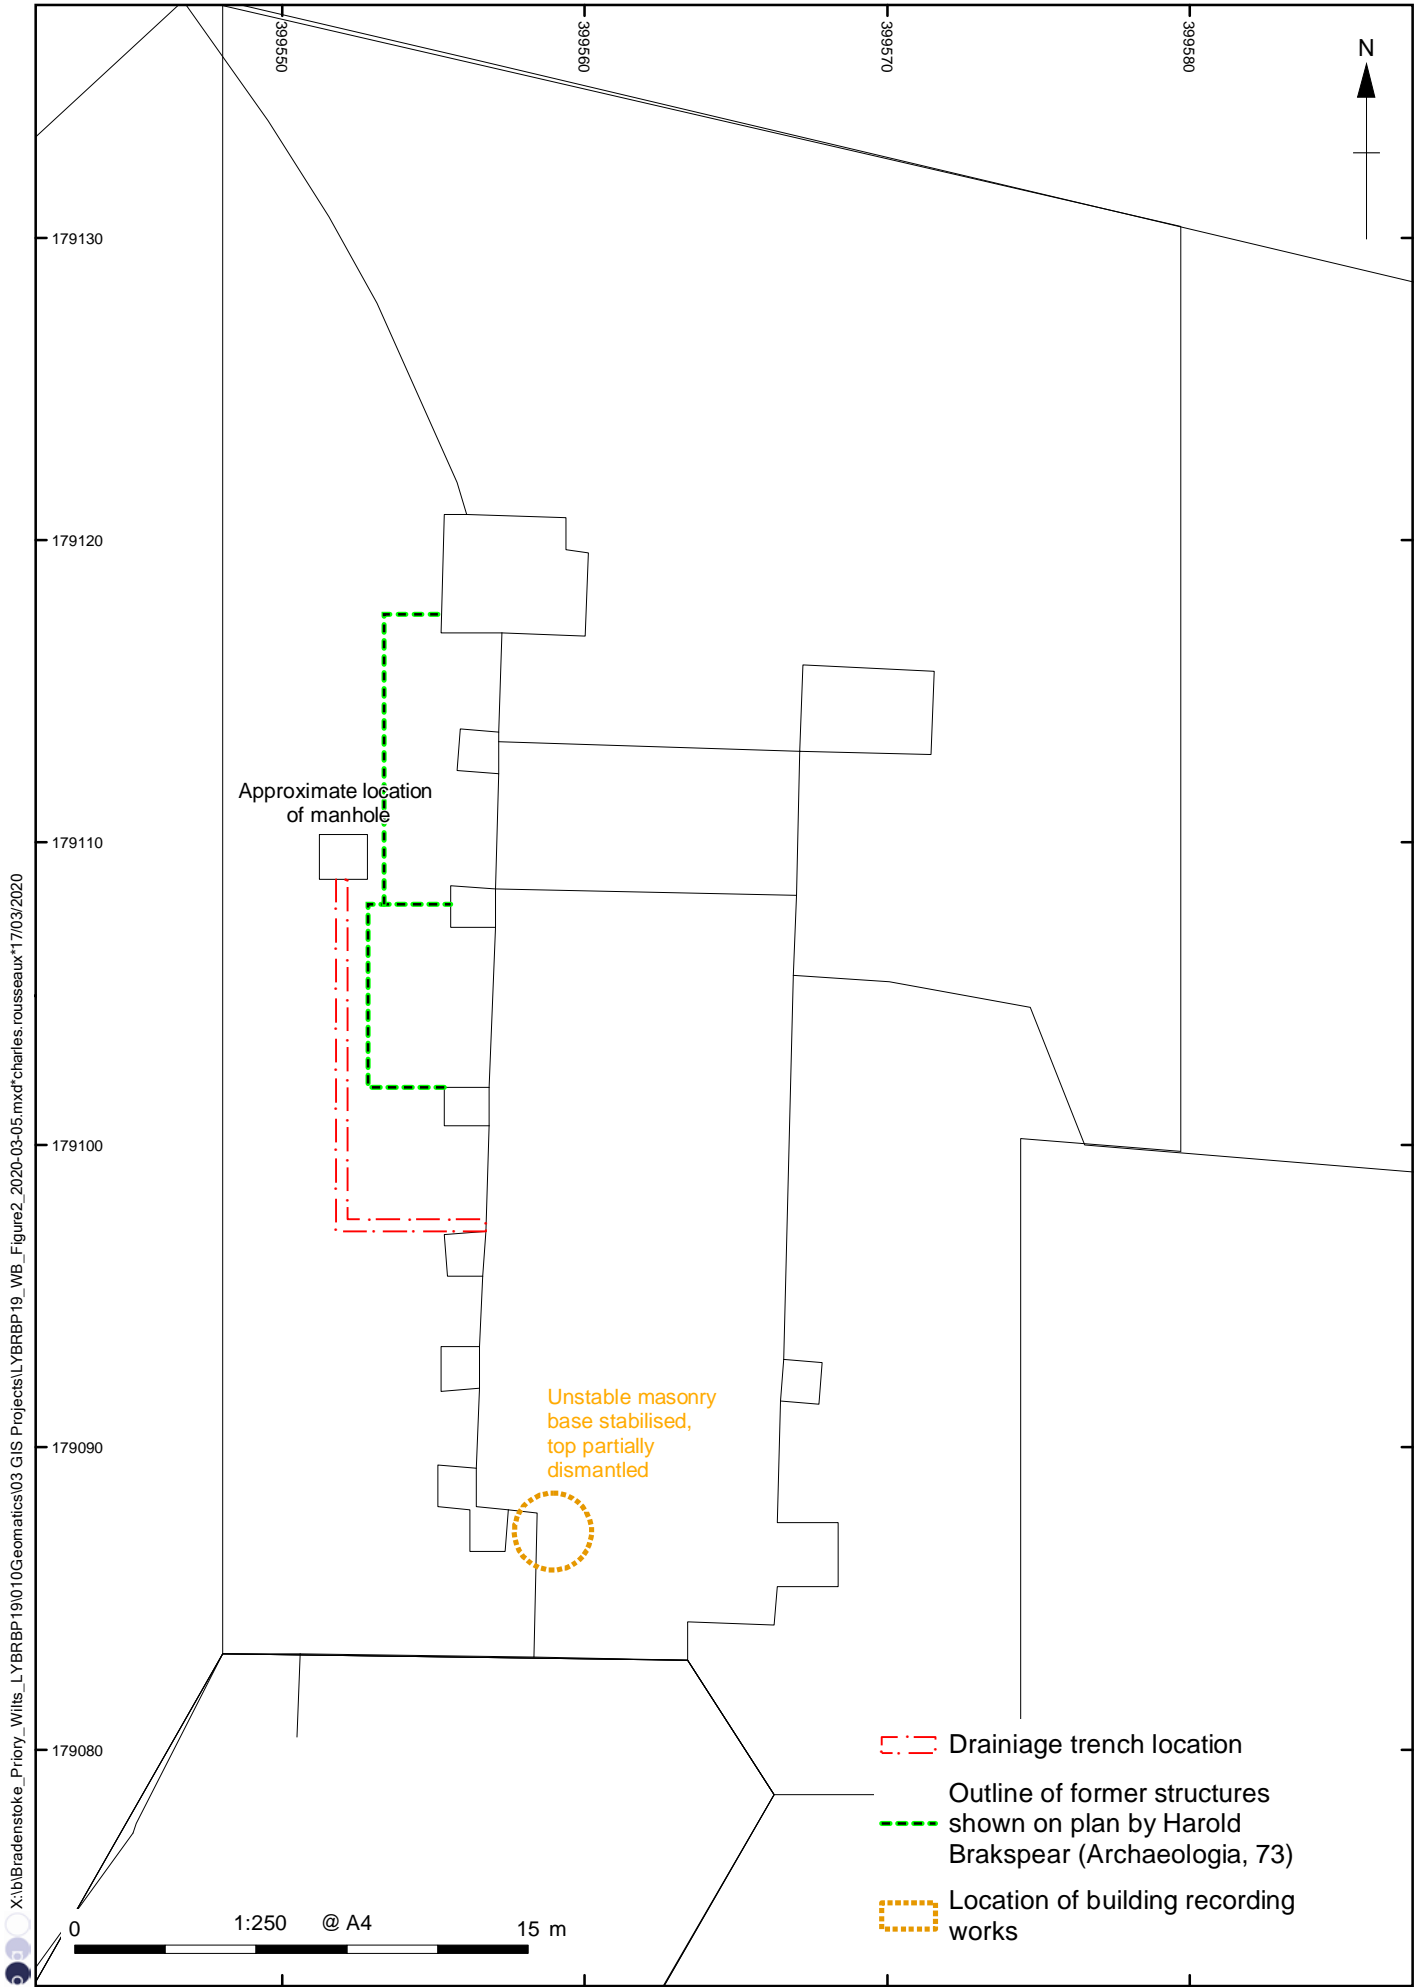 399550
399560
399570
399580
N
179130
179120
179110
179100
179090
179080
Approximate location
of manhole
Unstable masonry
base stabilised,
top partially
dismantled
Drainiage trench location
Outline of former structures
shown on plan by Harold
Brakspear (Archaeologia, 73)
Location of building recording
works
0 1:250 @ A4 15 m
X:\b\Bradenstoke_Priory_Wilts_LYBRBP19\010Geomatics\03 GIS Projects\LYBRBP19_WB_Figure2_2020-03-05.mxd*charles.rousseaux*17/03/2020